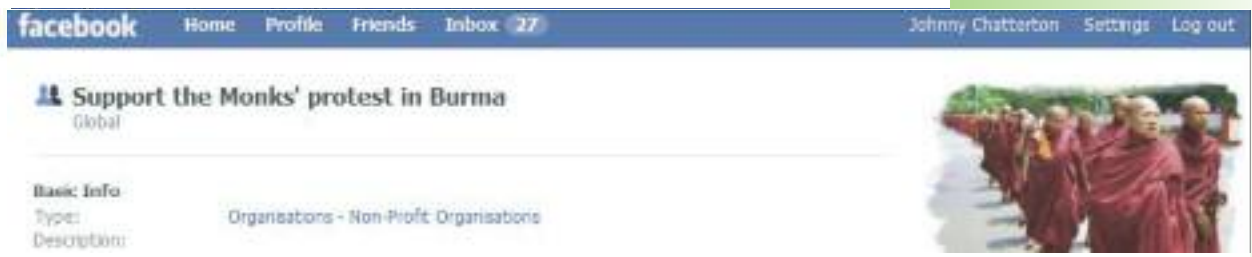 facebook Home Profile Friends Inbox 27 Johnny Chatterton Settings Log out
Support the Monks' protest in Burma
Global
Basic Info
Type: Organisations - Non-Profit Organisations
Description: